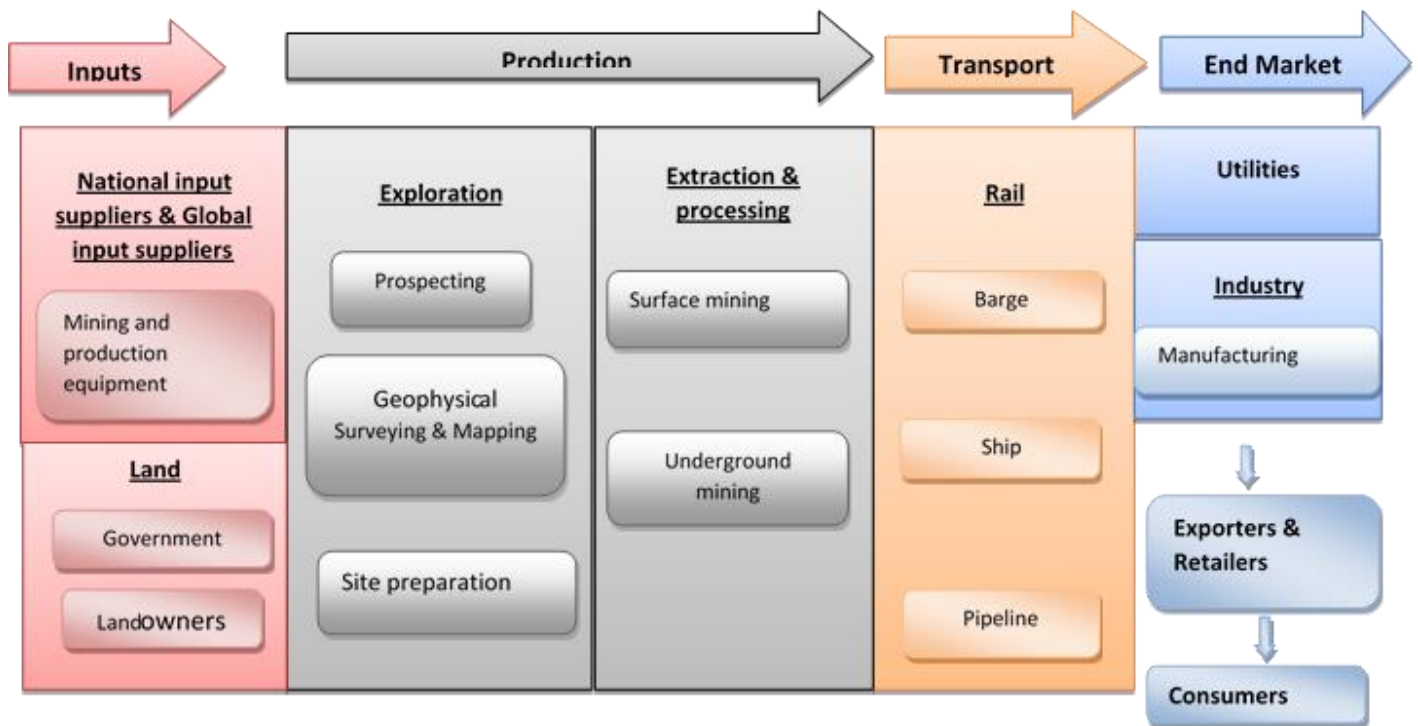 Inputs
Production
Transport
End Market
National input
suppliers & Global
input suppliers
Mining and
production
equipment
Land
Government
Landowners
Exploration
Prospecting
Geophysical
Surveying & Mapping
Site preparation
Extraction &
processing
Surface mining
Underground
mining
Rail
Barge
Ship
Pipeline
Utilities
Industry
Manufacturing
Exporters &
Retailers
Consumers